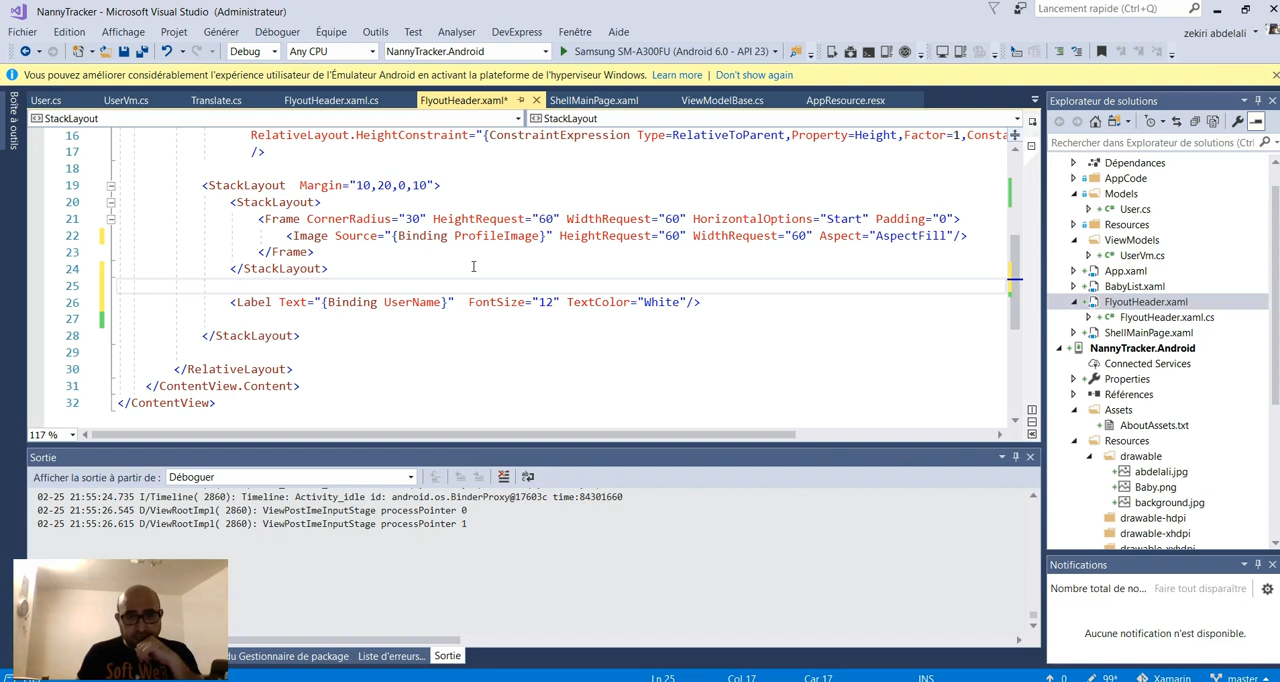 NannyTracker - Microsoft Visual Studio (Administrateur)
Lancement rapide (Ctrl+Q)
Fichier Edition Affichage Projet Générer Déboguer Équipe Outils Test Analyser DevExpress Fenêtre Aide
zekiri abdelali
Debug Any CPU NannyTracker.Android Samsung SM-A300FU (Android 6.0 - API 23)
Vous pouvez améliorer considérablement l'expérience utilisateur de l'Émulateur Android en activant la plateforme de l'hyperviseur Windows. Learn more Don't show again
Boîte à outils
User.cs UserVm.cs Translate.cs FlyoutHeader.xaml.cs FlyoutHeader.xaml* ShellMainPage.xaml ViewModelBase.cs AppResource.resx
StackLayout StackLayout
16 RelativeLayout.HeightConstraint="{ConstraintExpression Type=RelativeToParent,Property=Height,Factor=1,Consta
17 />
18
19 <StackLayout Margin="10,20,0,10">
20 <StackLayout>
21 <Frame CornerRadius="30" HeightRequest="60" WidthRequest="60" HorizontalOptions="Start" Padding="0">
22 <Image Source="{Binding ProfileImage}" HeightRequest="60" WidthRequest="60" Aspect="AspectFill"/>
23 </Frame>
24 </StackLayout>
25
26 <Label Text="{Binding UserName}" FontSize="12" TextColor="White"/>
27
28 </StackLayout>
29
30 </RelativeLayout>
31 </ContentView.Content>
32 </ContentView>
117 %
Sortie
Afficher la sortie à partir de : Déboguer
02-25 21:55:24.735 I/Timeline( 2860): Timeline: Activity_idle id: android.os.BinderProxy@17603c time:84301660
02-25 21:55:26.545 D/ViewRootImpl( 2860): ViewPostImeInputStage processPointer 0
02-25 21:55:26.615 D/ViewRootImpl( 2860): ViewPostImeInputStage processPointer 1
du Gestionnaire de package Liste d'erreurs... Sortie
Explorateur de solutions
Rechercher dans Explorateur de solutions (Ctrl
Dépendances
AppCode
Models
User.cs
Resources
ViewModels
UserVm.cs
App.xaml
BabyList.xaml
FlyoutHeader.xaml
FlyoutHeader.xaml.cs
ShellMainPage.xaml
NannyTracker.Android
Connected Services
Properties
Références
Assets
AboutAssets.txt
Resources
drawable
abdelali.jpg
Baby.png
background.jpg
drawable-hdpi
drawable-xhdpi
drawable-xxhdpi
Notifications
Nombre total de no... Faire tout disparaître
Aucune notification n'est disponible.
Ln 25 Col 17 Car 17 INS 0 99* Xamarin master